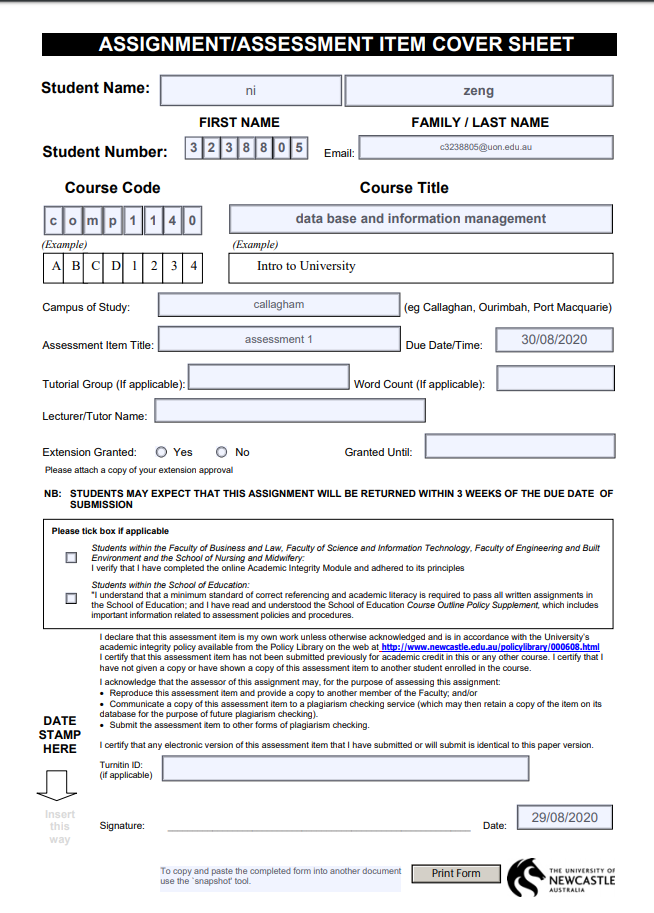 ASSIGNMENT/ASSESSMENT ITEM COVER SHEET
Student Name: ni zeng
FIRST NAME FAMILY / LAST NAME
Student Number: 3 2 3 8 8 0 5 Email: c3238805@uon.edu.au
Course Code Course Title
c o m p 1 1 4 0 data base and information management
(Example) (Example)
A B C D 1 2 3 4 Intro to University
Campus of Study: callagham (eg Callaghan, Ourimbah, Port Macquarie)
Assessment Item Title: assessment 1 Due Date/Time: 30/08/2020
Tutorial Group (If applicable): Word Count (If applicable):
Lecturer/Tutor Name:
Extension Granted: Yes No Granted Until:
Please attach a copy of your extension approval
NB: STUDENTS MAY EXPECT THAT THIS ASSIGNMENT WILL BE RETURNED WITHIN 3 WEEKS OF THE DUE DATE OF
SUBMISSION
Please tick box if applicable
Students within the Faculty of Business and Law, Faculty of Science and Information Technology, Faculty of Engineering and Built
Environment and the School of Nursing and Midwifery:
I verify that I have completed the online Academic Integrity Module and adhered to its principles
Students within the School of Education:
"I understand that a minimum standard of correct referencing and academic literacy is required to pass all written assignments in
the School of Education; and I have read and understood the School of Education Course Outline Policy Supplement, which includes
important information related to assessment policies and procedures.
I declare that this assessment item is my own work unless otherwise acknowledged and is in accordance with the University's
academic integrity policy available from the Policy Library on the web at http://www.newcastle.edu.au/policylibrary/000608.html
I certify that this assessment item has not been submitted previously for academic credit in this or any other course. I certify that I
have not given a copy or have shown a copy of this assessment item to another student enrolled in the course.
I acknowledge that the assessor of this assignment may, for the purpose of assessing this assignment:
• Reproduce this assessment item and provide a copy to another member of the Faculty; and/or
• Communicate a copy of this assessment item to a plagiarism checking service (which may then retain a copy of the item on its
database for the purpose of future plagiarism checking).
• Submit the assessment item to other forms of plagiarism checking.
I certify that any electronic version of this assessment item that I have submitted or will submit is identical to this paper version.
DATE
STAMP
HERE
Turnitin ID:
(if applicable)
Insert
this
way
Signature: Date: 29/08/2020
To copy and paste the completed form into another document
use the `snapshot' tool.
Print Form
THE UNIVERSITY OF
NEWCASTLE
AUSTRALIA